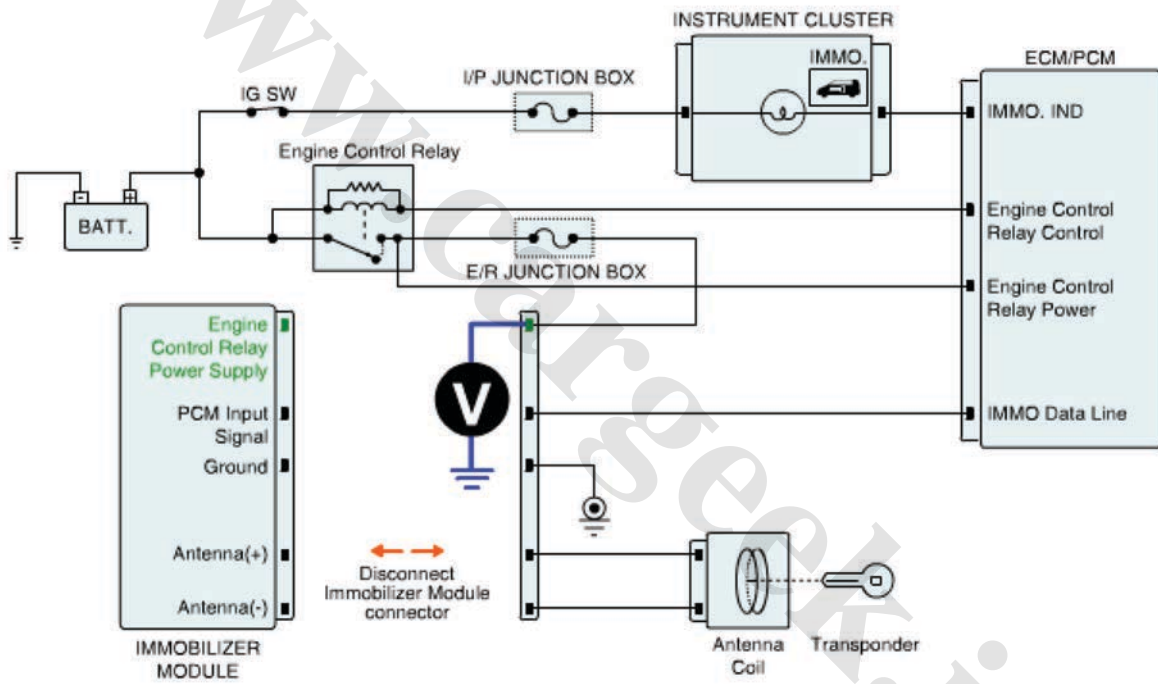 INSTRUMENT CLUSTER
IMMO.
ECM/PCM
I/P JUNCTION BOX
IG SW
IMMO. IND
Engine Control Relay
BATT.
-
+
Engine Control
Relay Control
E/R JUNCTION BOX
Engine Control
Relay Power
Engine
Control Relay
Power Supply
V
PCM Input
Signal
IMMO Data Line
Ground
Antenna(+)
Disconnect
Immobilizer Module
connector
Antenna(-)
IMMOBILIZER
MODULE
Antenna
Coil
Transponder
w.cargeek.i